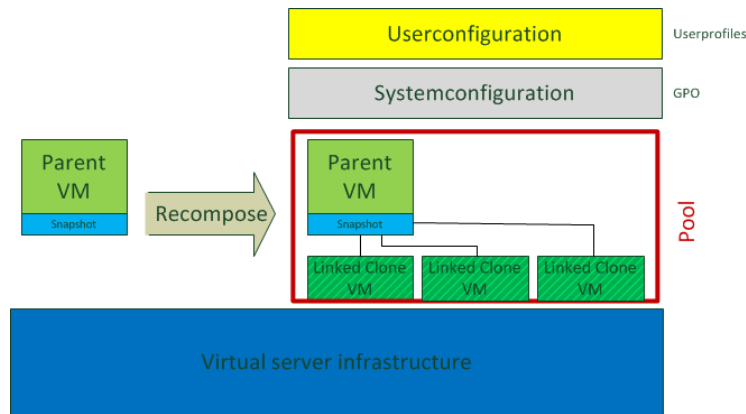 Userconfiguration
Userprofiles
Systemconfiguration
GPO
Parent
VM
Snapshot
Recompose
Parent
VM
Snapshot
Pool
Linked Clone
VM
Linked Clone
VM
Linked Clone
VM
Virtual server infrastructure